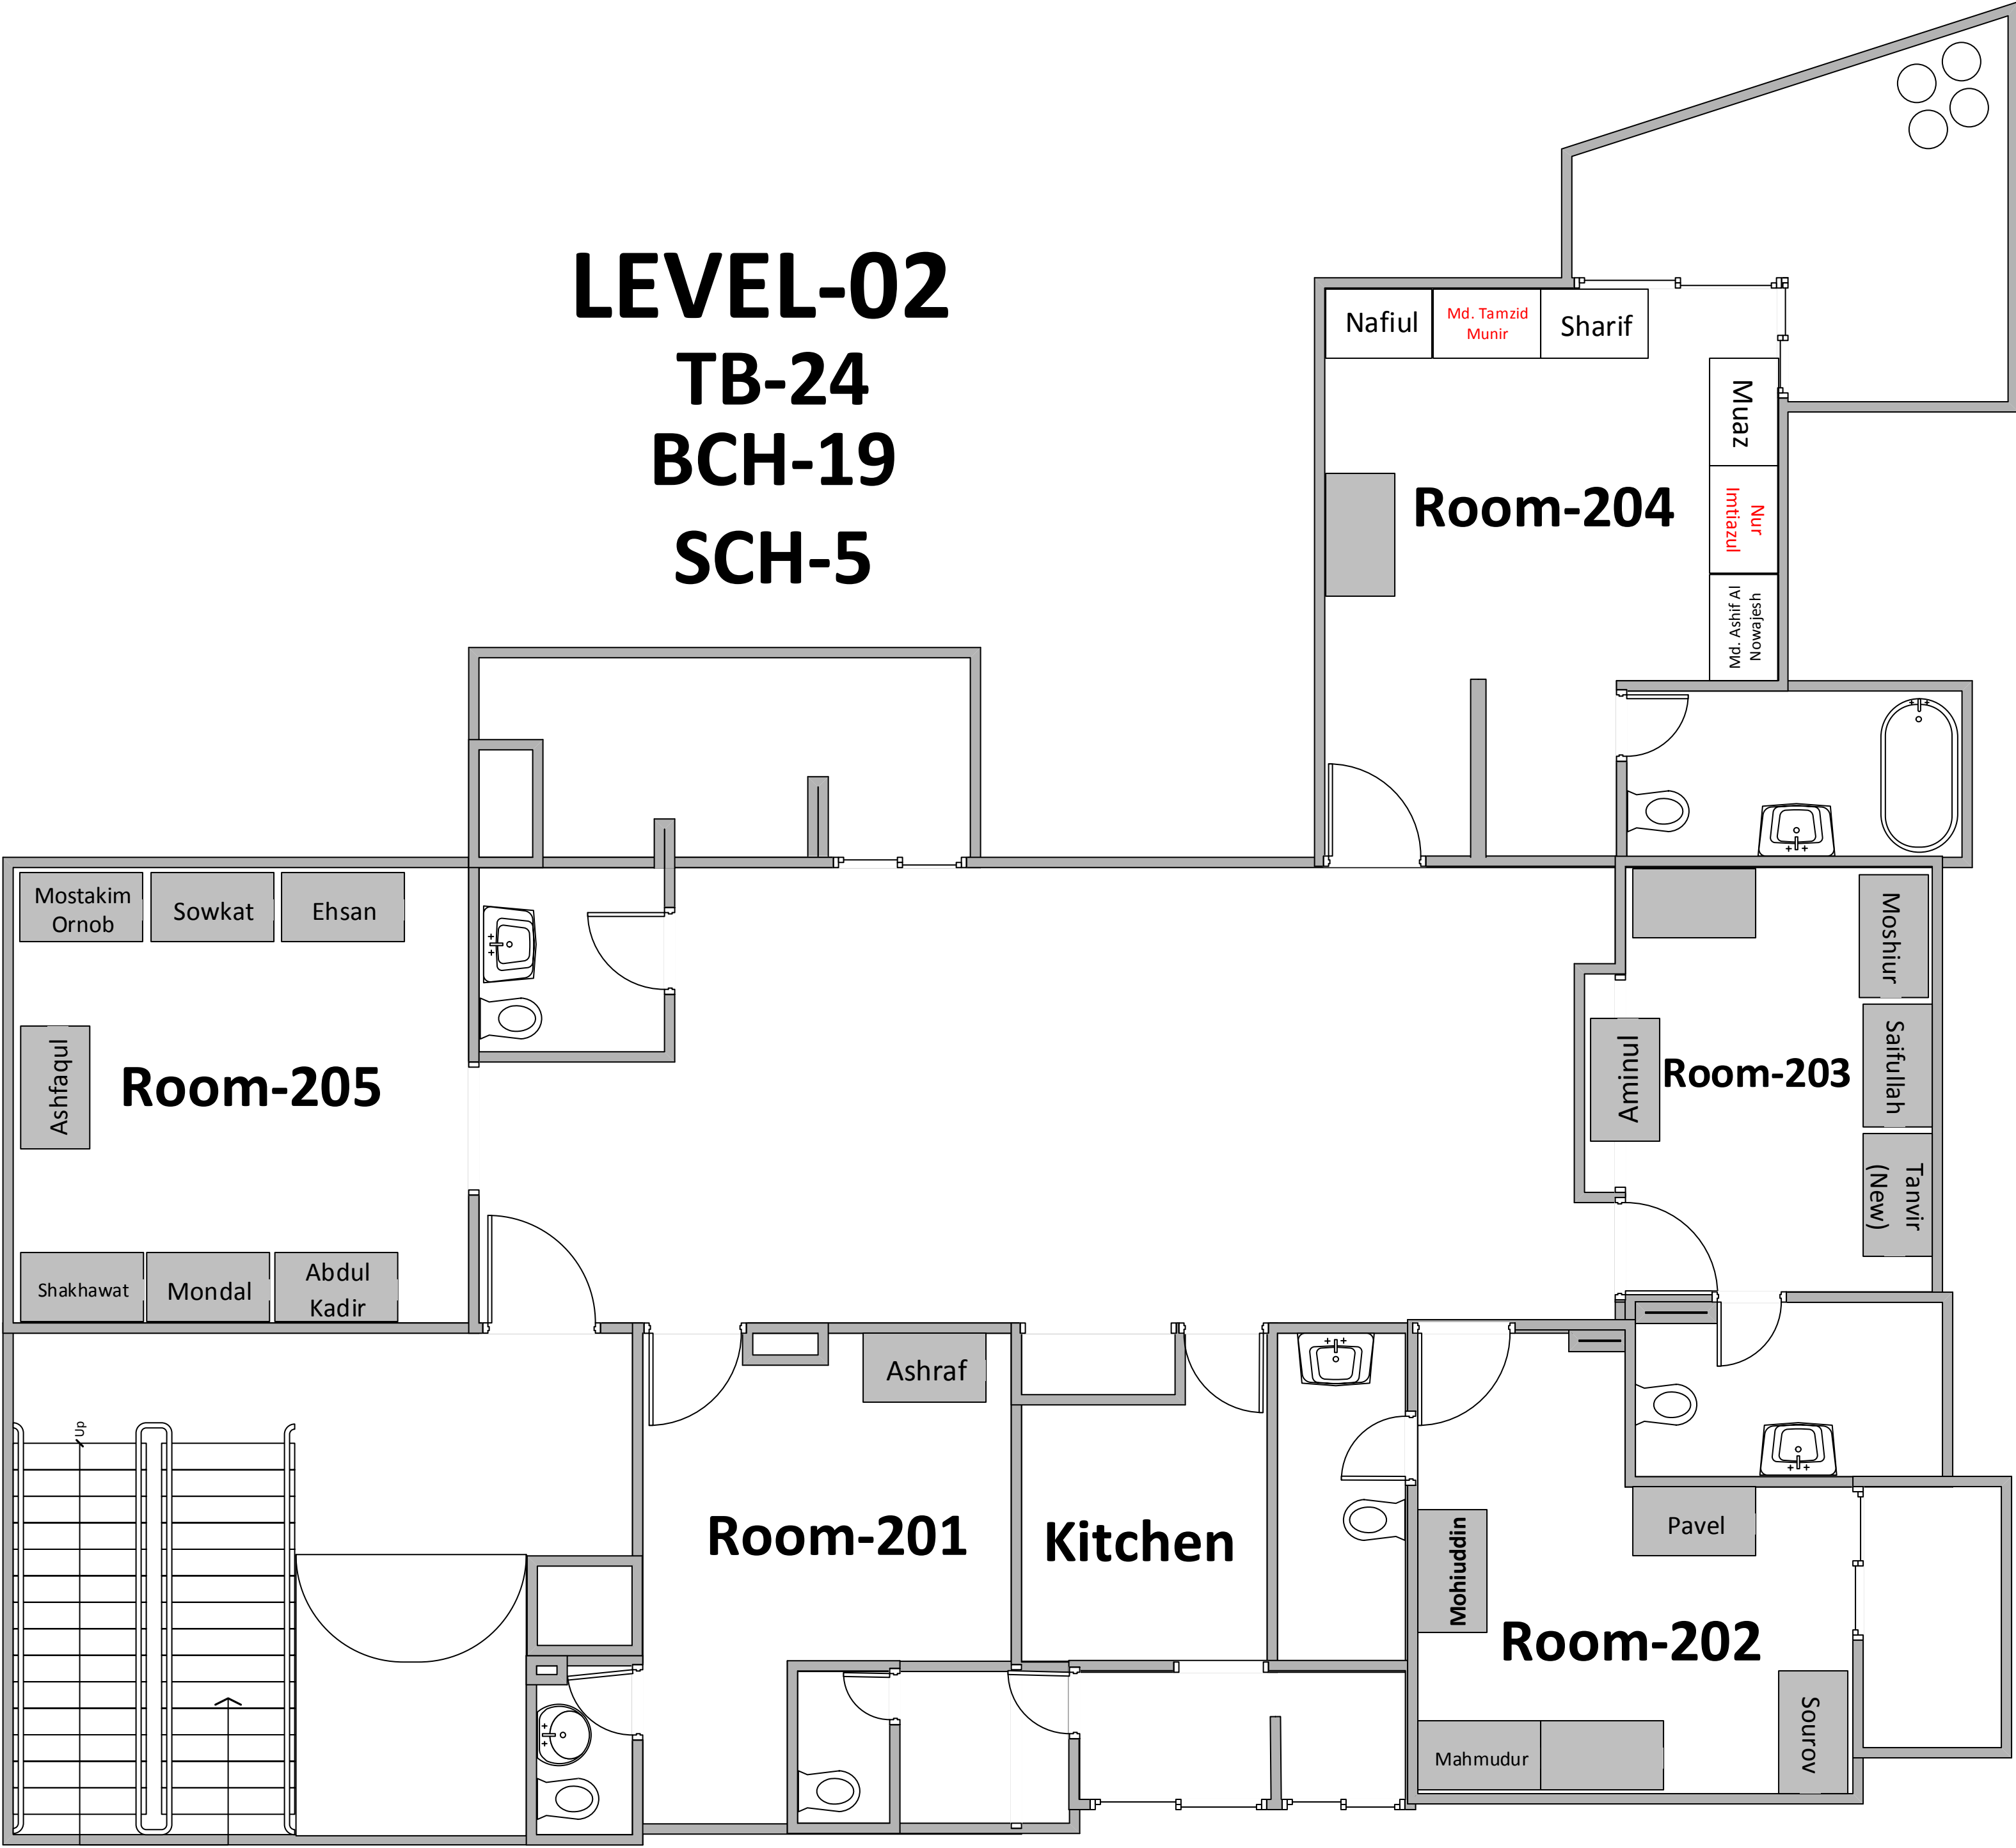 LEVEL-02
TB-24
BCH-19
SCH-5
Nafiul
Md. Tamzid
Munir
Sharif
Muaz
Room-204
Nur
Imtiazul
Md. Ashif Al
Nowajesh
Mostakim
Ornob
Sowkat
Ehsan
Ashfaqul
Room-205
Shakhawat
Mondal
Abdul
Kadir
Moshiur
Aminul
Room-203
Saifullah
Tanvir
(New)
Up
Ashraf
Room-201
Kitchen
Mohiuddin
Pavel
Room-202
Mahmudur
Sourov